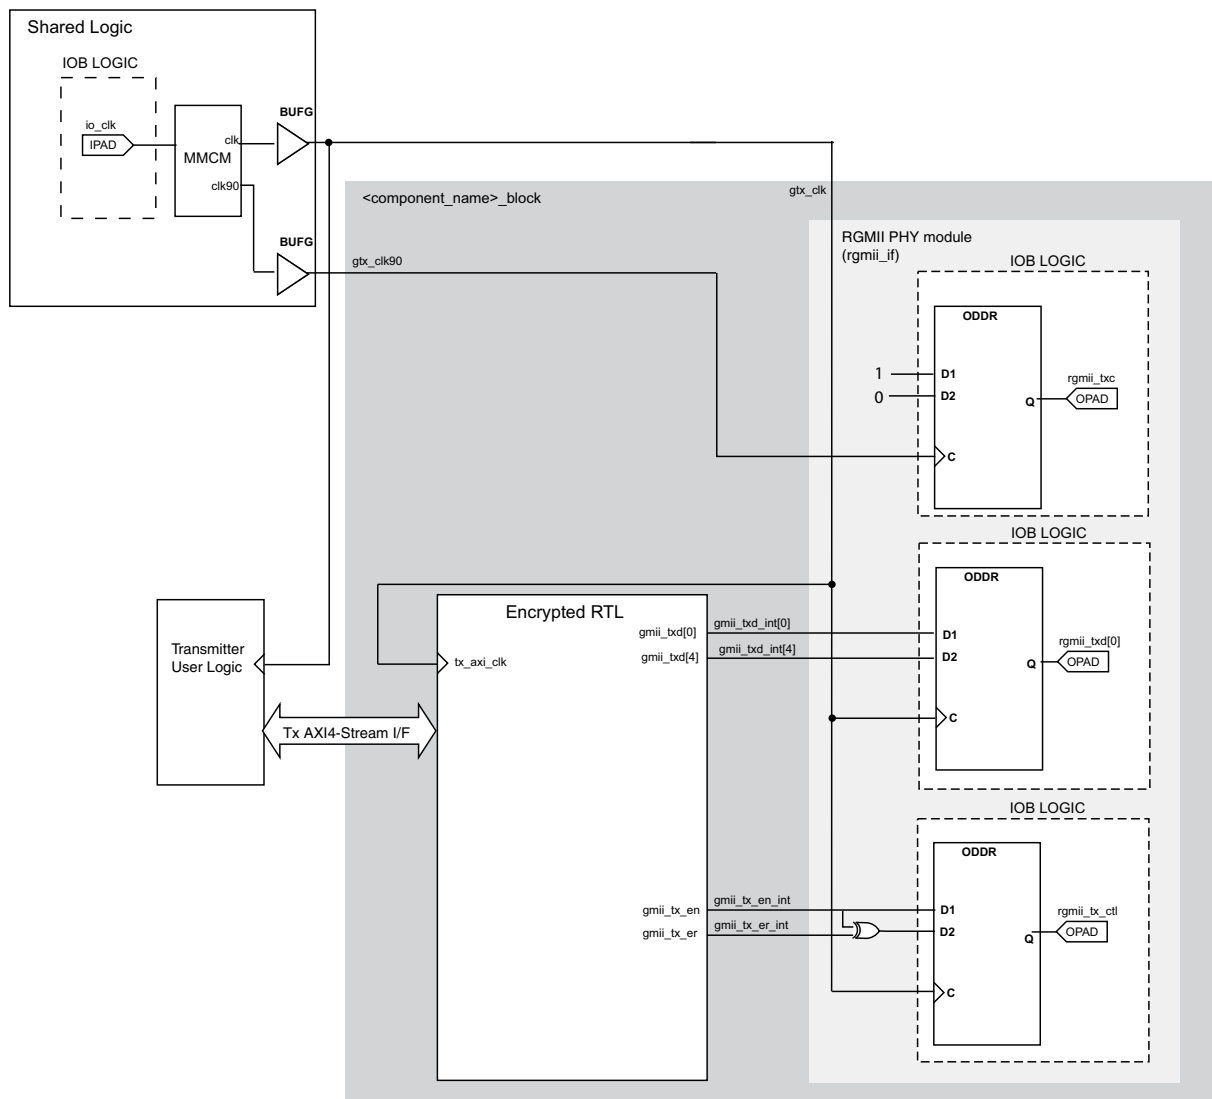 Shared Logic
IOB LOGIC
io_clk
IPAD
MMCM
clk
clk90
BUFG
BUFG
gtx_clk
<component_name>_block
gtx_clk90
RGMII PHY module
(rgmii_if)
IOB LOGIC
ODDR
1
D1
0
D2
Q
rgmii_txc
OPAD
C
IOB LOGIC
ODDR
D1
D2
Q
rgmii_txd[0]
OPAD
C
Transmitter
User Logic
Tx AXI4-Stream I/F
Encrypted RTL
tx_axi_clk
gmii_txd[0]
gmii_txd_int[0]
gmii_txd[4]
gmii_txd_int[4]
gmii_tx_en
gmii_tx_en_int
gmii_tx_er
gmii_tx_er_int
IOB LOGIC
ODDR
D1
D2
Q
rgmii_tx_ctl
OPAD
C